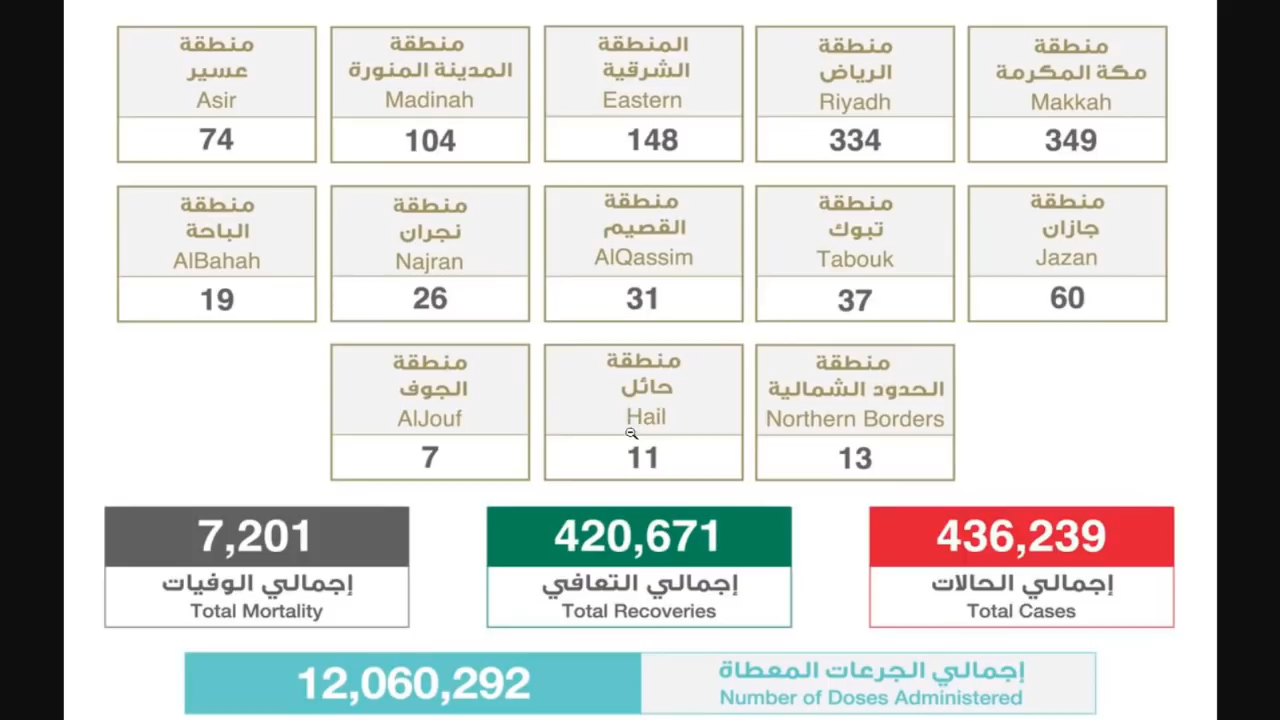 منطقة
مكة المكرمة
Makkah
349
منطقة
الرياض
Riyadh
334
المنطقة
الشرقية
Eastern
148
منطقة
المدينة المنورة
Madinah
104
منطقة
عسير
Asir
74
منطقة
جازان
Jazan
60
منطقة
تبوك
Tabouk
37
منطقة
القصيم
AlQassim
31
منطقة
نجران
Najran
26
منطقة
الباحة
AlBahah
19
منطقة
الحدود الشمالية
Northern Borders
13
منطقة
حائل
Hail
11
منطقة
الجوف
AlJouf
7
436,239
إجمالي الحالات
Total Cases
420,671
إجمالي التعافي
Total Recoveries
7,201
إجمالي الوفيات
Total Mortality
إجمالي الجرعات المعطاة
Number of Doses Administered
12,060,292